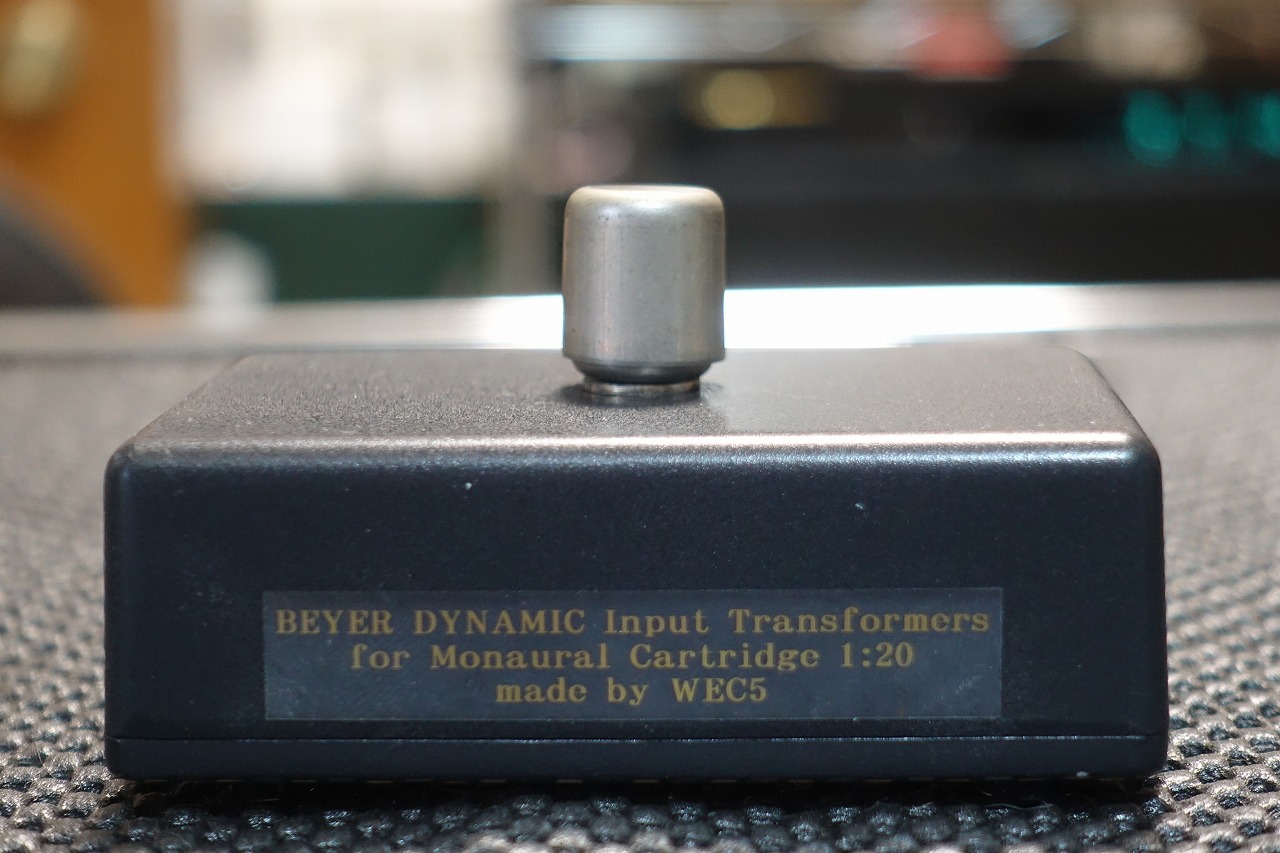 BEYER DYNAMIC Input Transformers
for Monaural Cartridge 1:20
made by WEC5